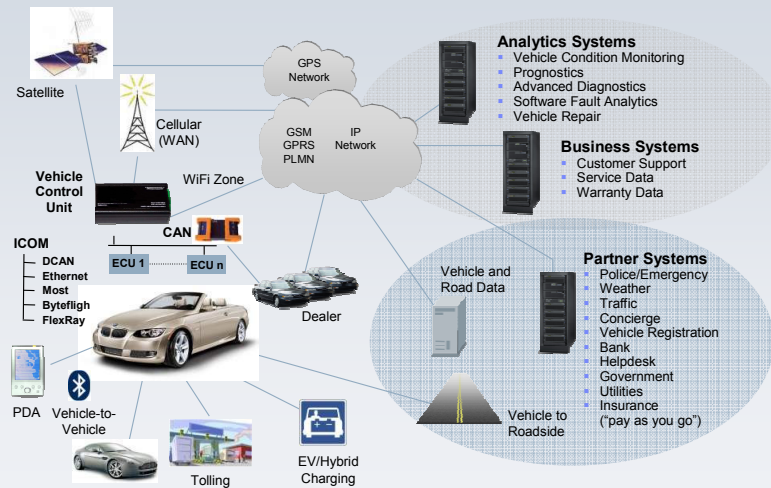 Satellite
GPS
Network
Cellular
(WAN)
GSM
GPRS
PLMN
IP
Network
WiFi Zone
Vehicle
Control
Unit
CAN
ECU 1
ECU n
ICOM
DCAN
Ethernet
Most
Bytefligh
FlexRay
Dealer
Analytics Systems
Vehicle Condition Monitoring
Prognostics
Advanced Diagnostics
Software Fault Analytics
Vehicle Repair
Business Systems
Customer Support
Service Data
Warranty Data
Vehicle and
Road Data
Partner Systems
Police/Emergency
Weather
Traffic
Concierge
Vehicle Registration
Bank
Helpdesk
Government
Utilities
Insurance
("pay as you go")
PDA
Vehicle-to-
Vehicle
Tolling
EV/Hybrid
Charging
Vehicle to
Roadside